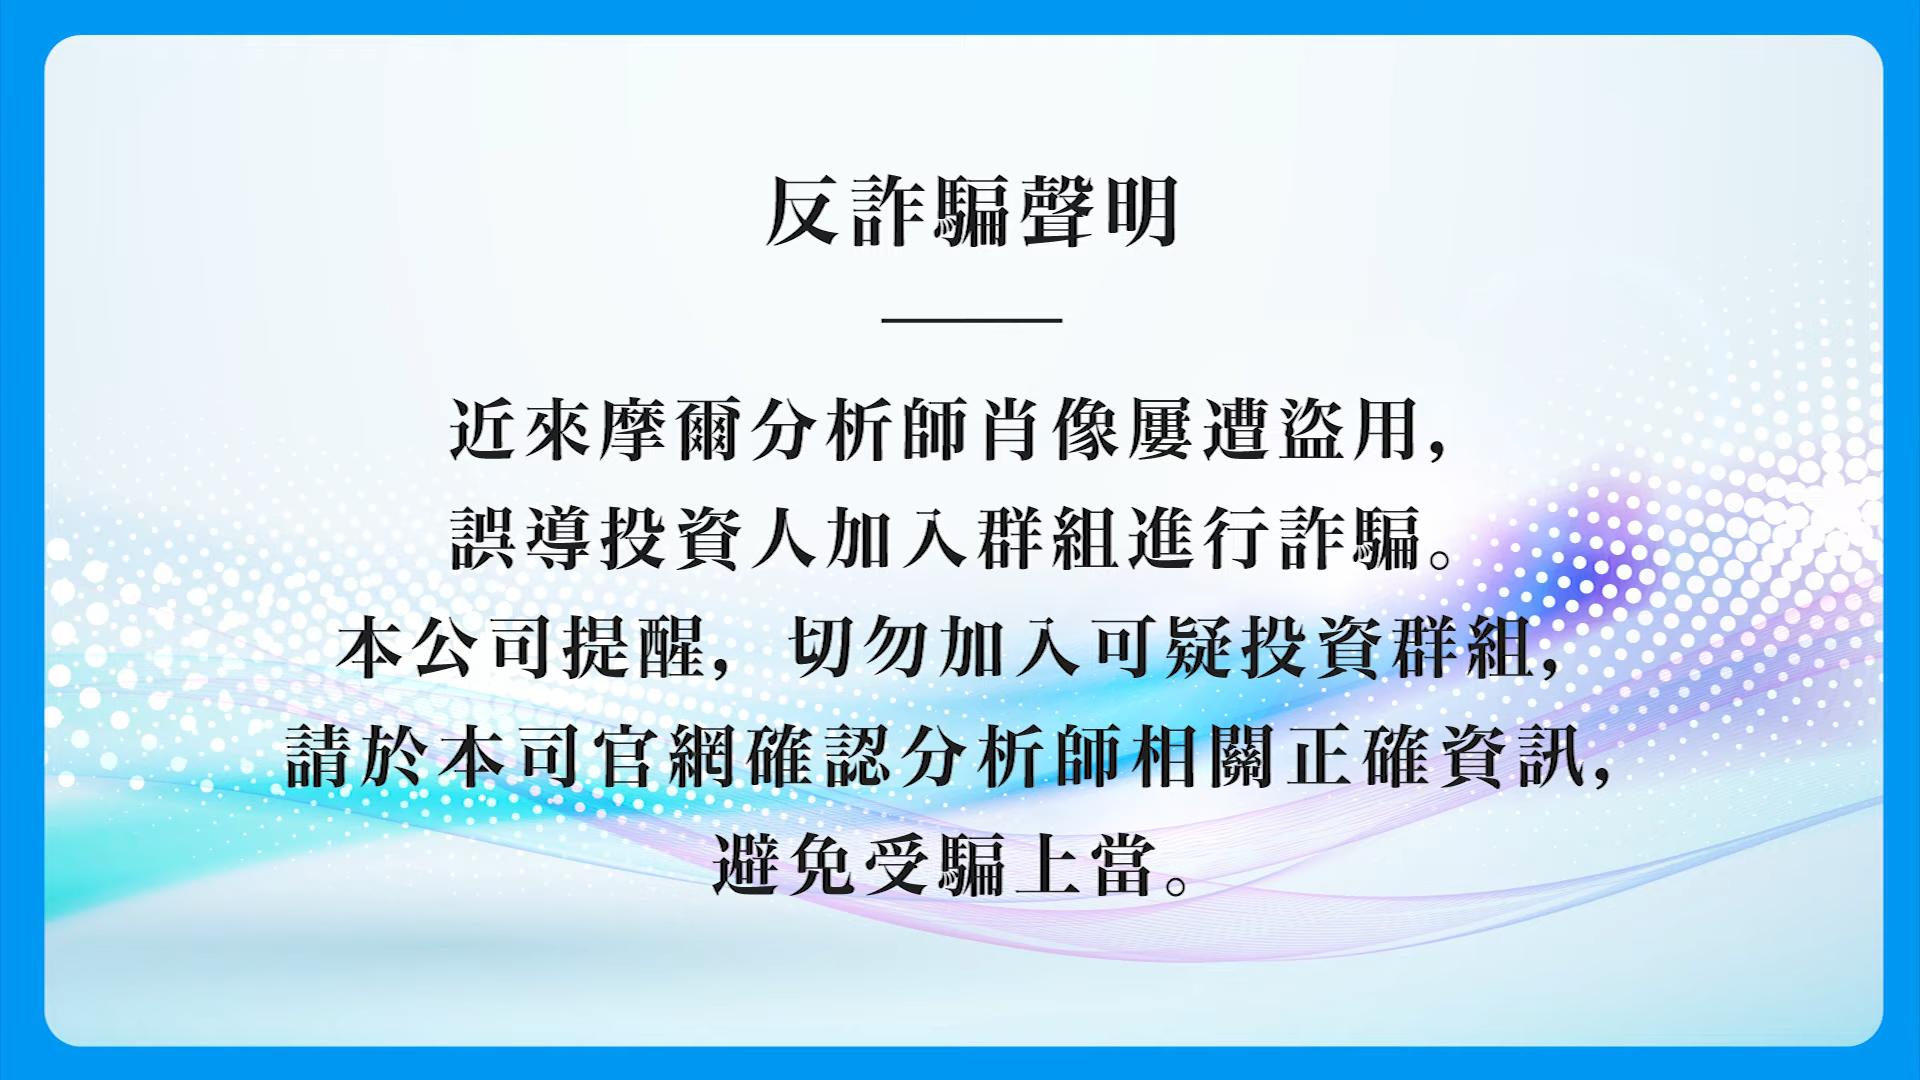 反詐騙聲明
近來摩爾分析師肖像屢遭盜用，
誤導投資人加入群組進行詐騙。
本公司提醒，切勿加入可疑投資群組，
請於本司官網確認分析師相關正確資訊，
避免受騙上當。